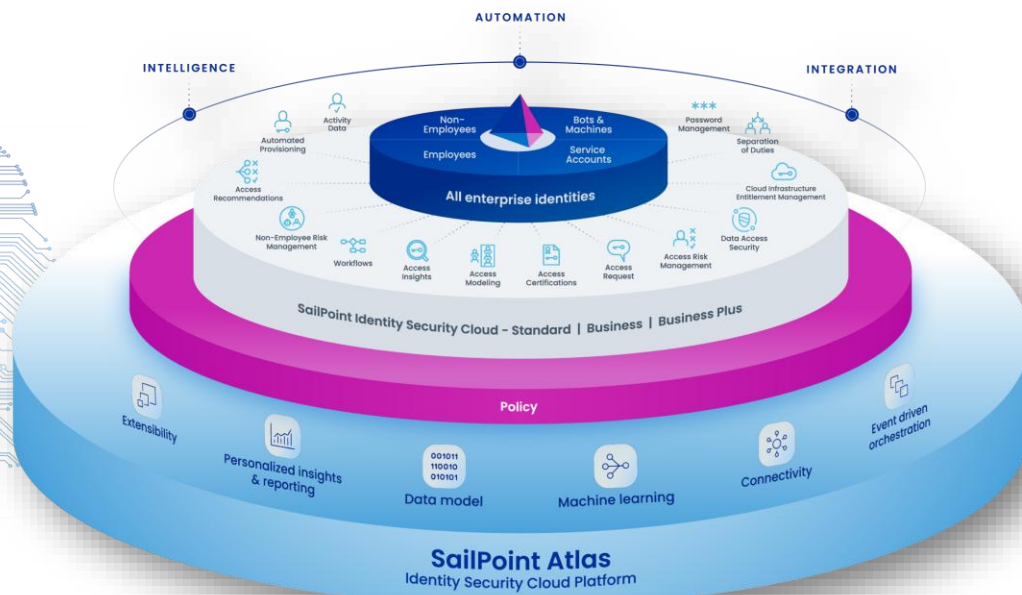 AUTOMATION
INTELLIGENCE
INTEGRATION
Activity
Data
Automated
Provisioning
Access
Recommendations
Non-Employee Risk
Management
Workflows
Access
Insights
Access
Modeling
Access
Certifications
Access
Request
Access Risk
Management
Data Access
Security
Cloud Infrastructure
Entitlement Management
Separation
of Duties
***
Password
Management
Non-
Employees
Bots &
Machines
Employees
Service
Accounts
All enterprise identities
SailPoint Identity Security Cloud - Standard | Business | Business Plus
Policy
Extensibility
Personalized insights
& reporting
001011
110010
010101
Data model
Machine learning
Connectivity
Event driven
orchestration
SailPoint Atlas
Identity Security Cloud Platform